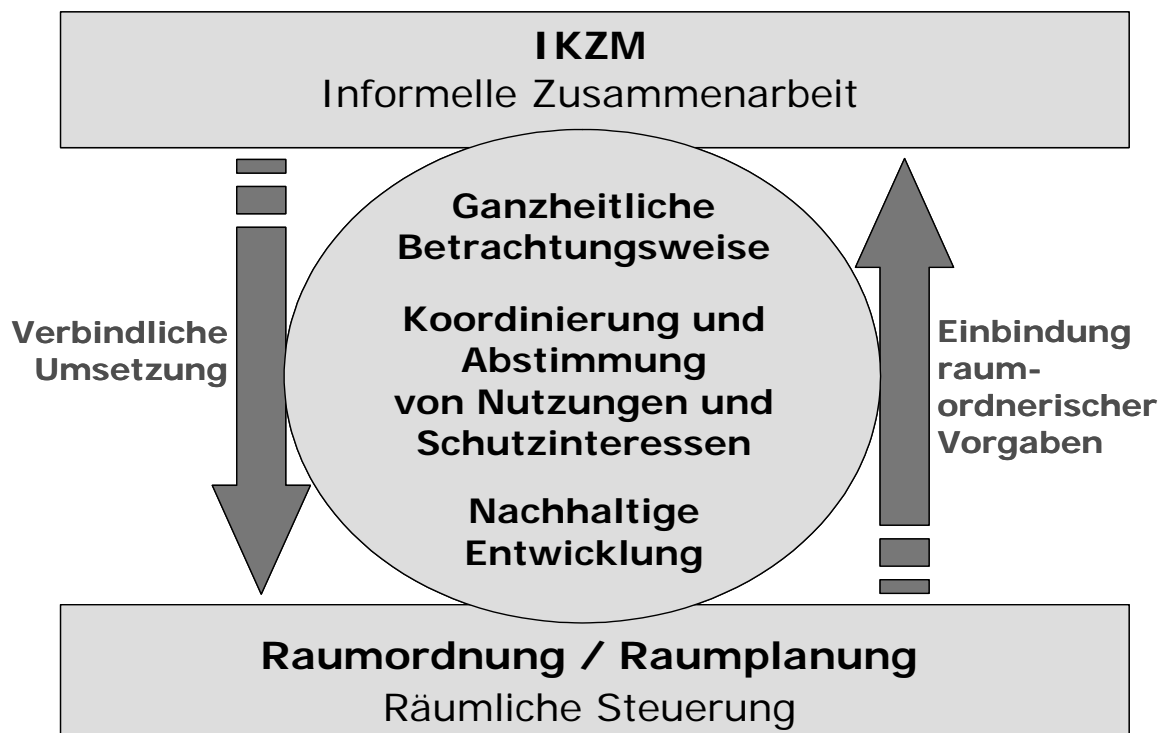 IKZM
Informelle Zusammenarbeit
Ganzheitliche
Betrachtungsweise
Koordinierung und
Abstimmung
von Nutzungen und
Schutzinteressen
Nachhaltige
Entwicklung
Verbindliche
Umsetzung
Einbindung
raum-
ordnerischer
Vorgaben
Raumordnung / Raumplanung
Räumliche Steuerung